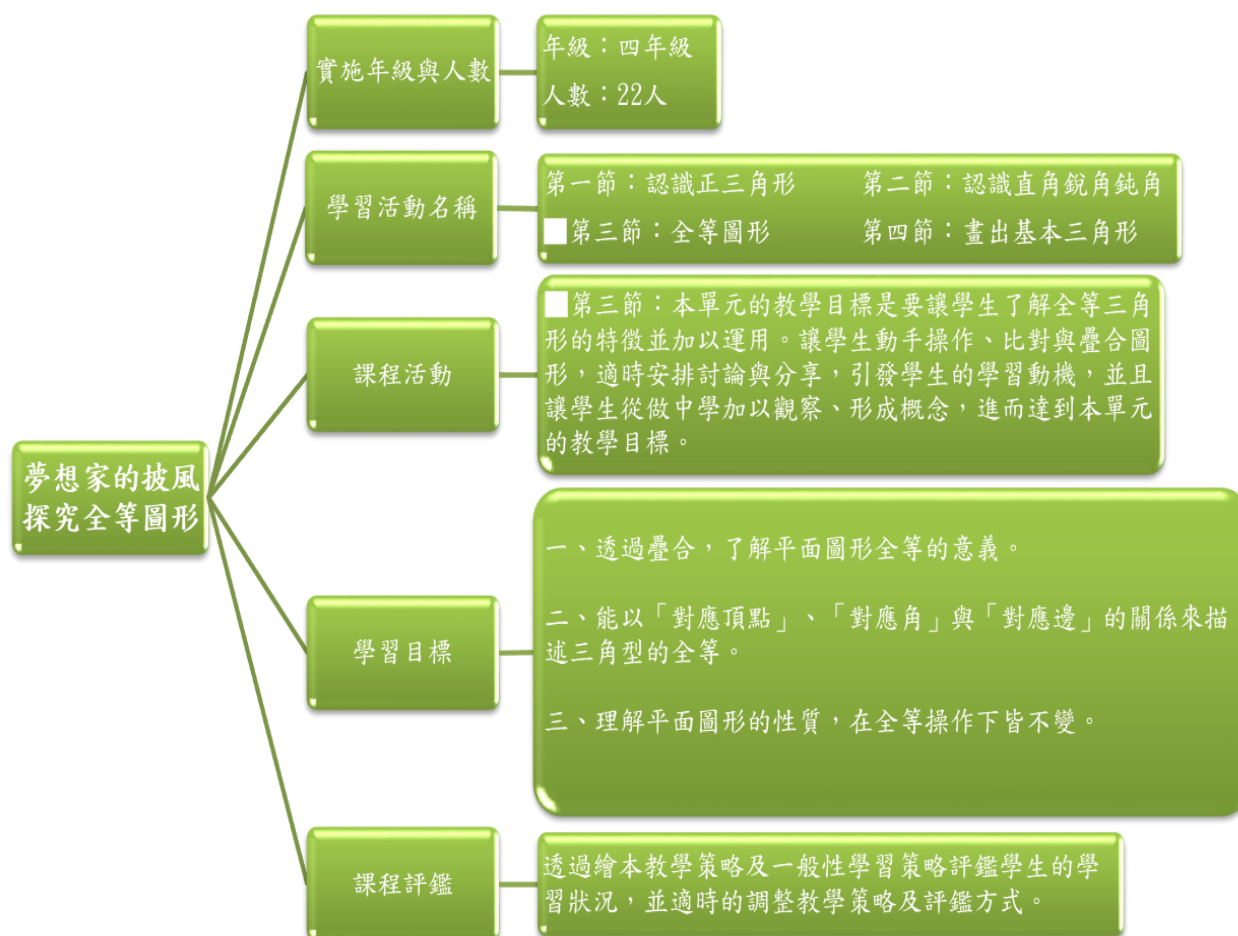 夢想家的披風
探究全等圖形
實施年級與人數
年級：四年級
人數：22人
學習活動名稱
第一節：認識正三角形 第二節：認識直角銳角鈍角
■第三節：全等圖形 第四節：畫出基本三角形
課程活動
■第三節：本單元的教學目標是要讓學生了解全等三角
形的特徵並加以運用。讓學生動手操作、比對與疊合圖
形，適時安排討論與分享，引發學生的學習動機，並且
讓學生從做中學加以觀察、形成概念，進而達到本單元
的教學目標。
學習目標
一、透過疊合，了解平面圖形全等的意義。
二、能以「對應頂點」、「對應角」與「對應邊」的關係來描
述三角型的全等。
三、理解平面圖形的性質，在全等操作下皆不變。
課程評鑑
透過繪本教學策略及一般性學習策略評鑑學生的學
習狀況，並適時的調整教學策略及評鑑方式。